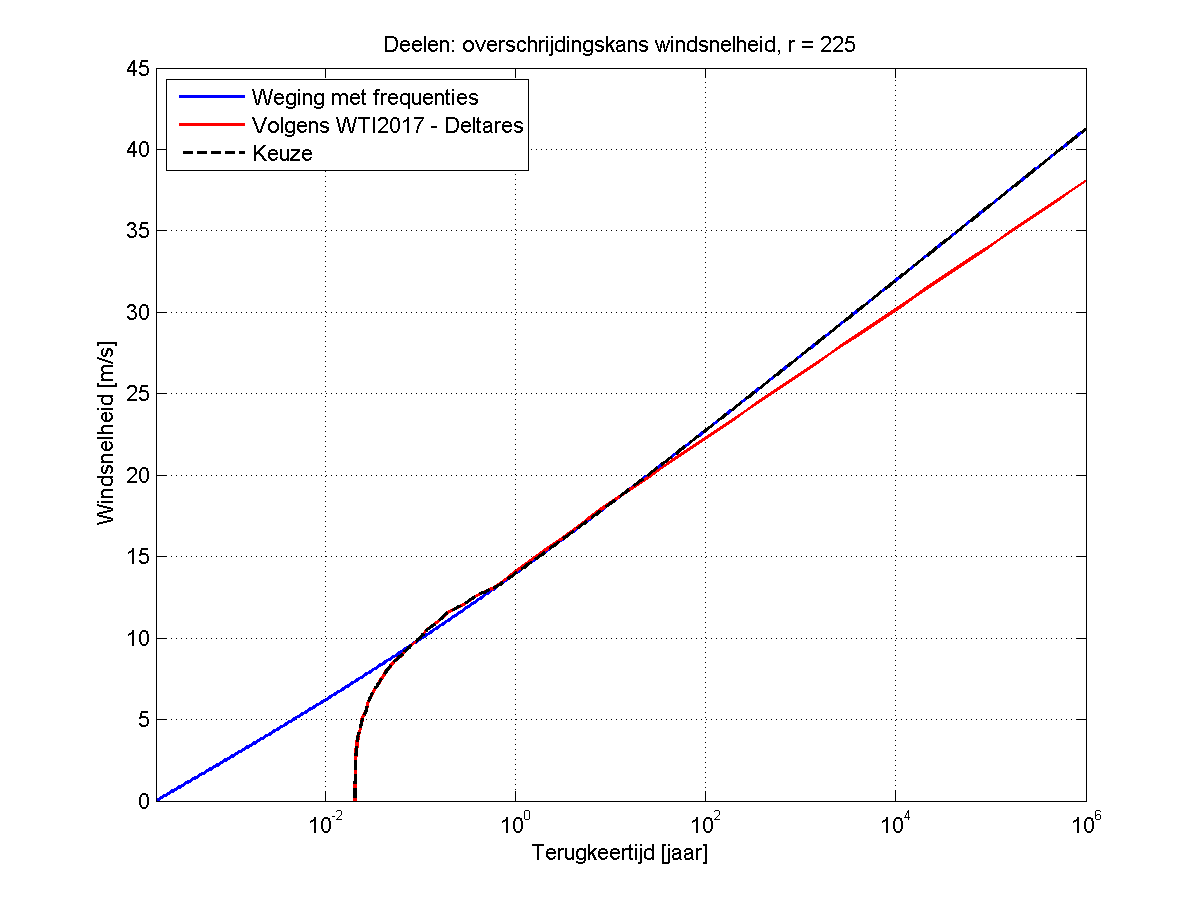 Deelen: overschrijdingskans windsnelheid, r = 225
Weging met frequenties
Volgens WTI2017 - Deltares
Keuze
Windsnelheid [m/s]
45
40
35
30
25
20
15
10
5
0
10^-2
10^0
10^2
10^4
10^6
Terugkeertijd [jaar]